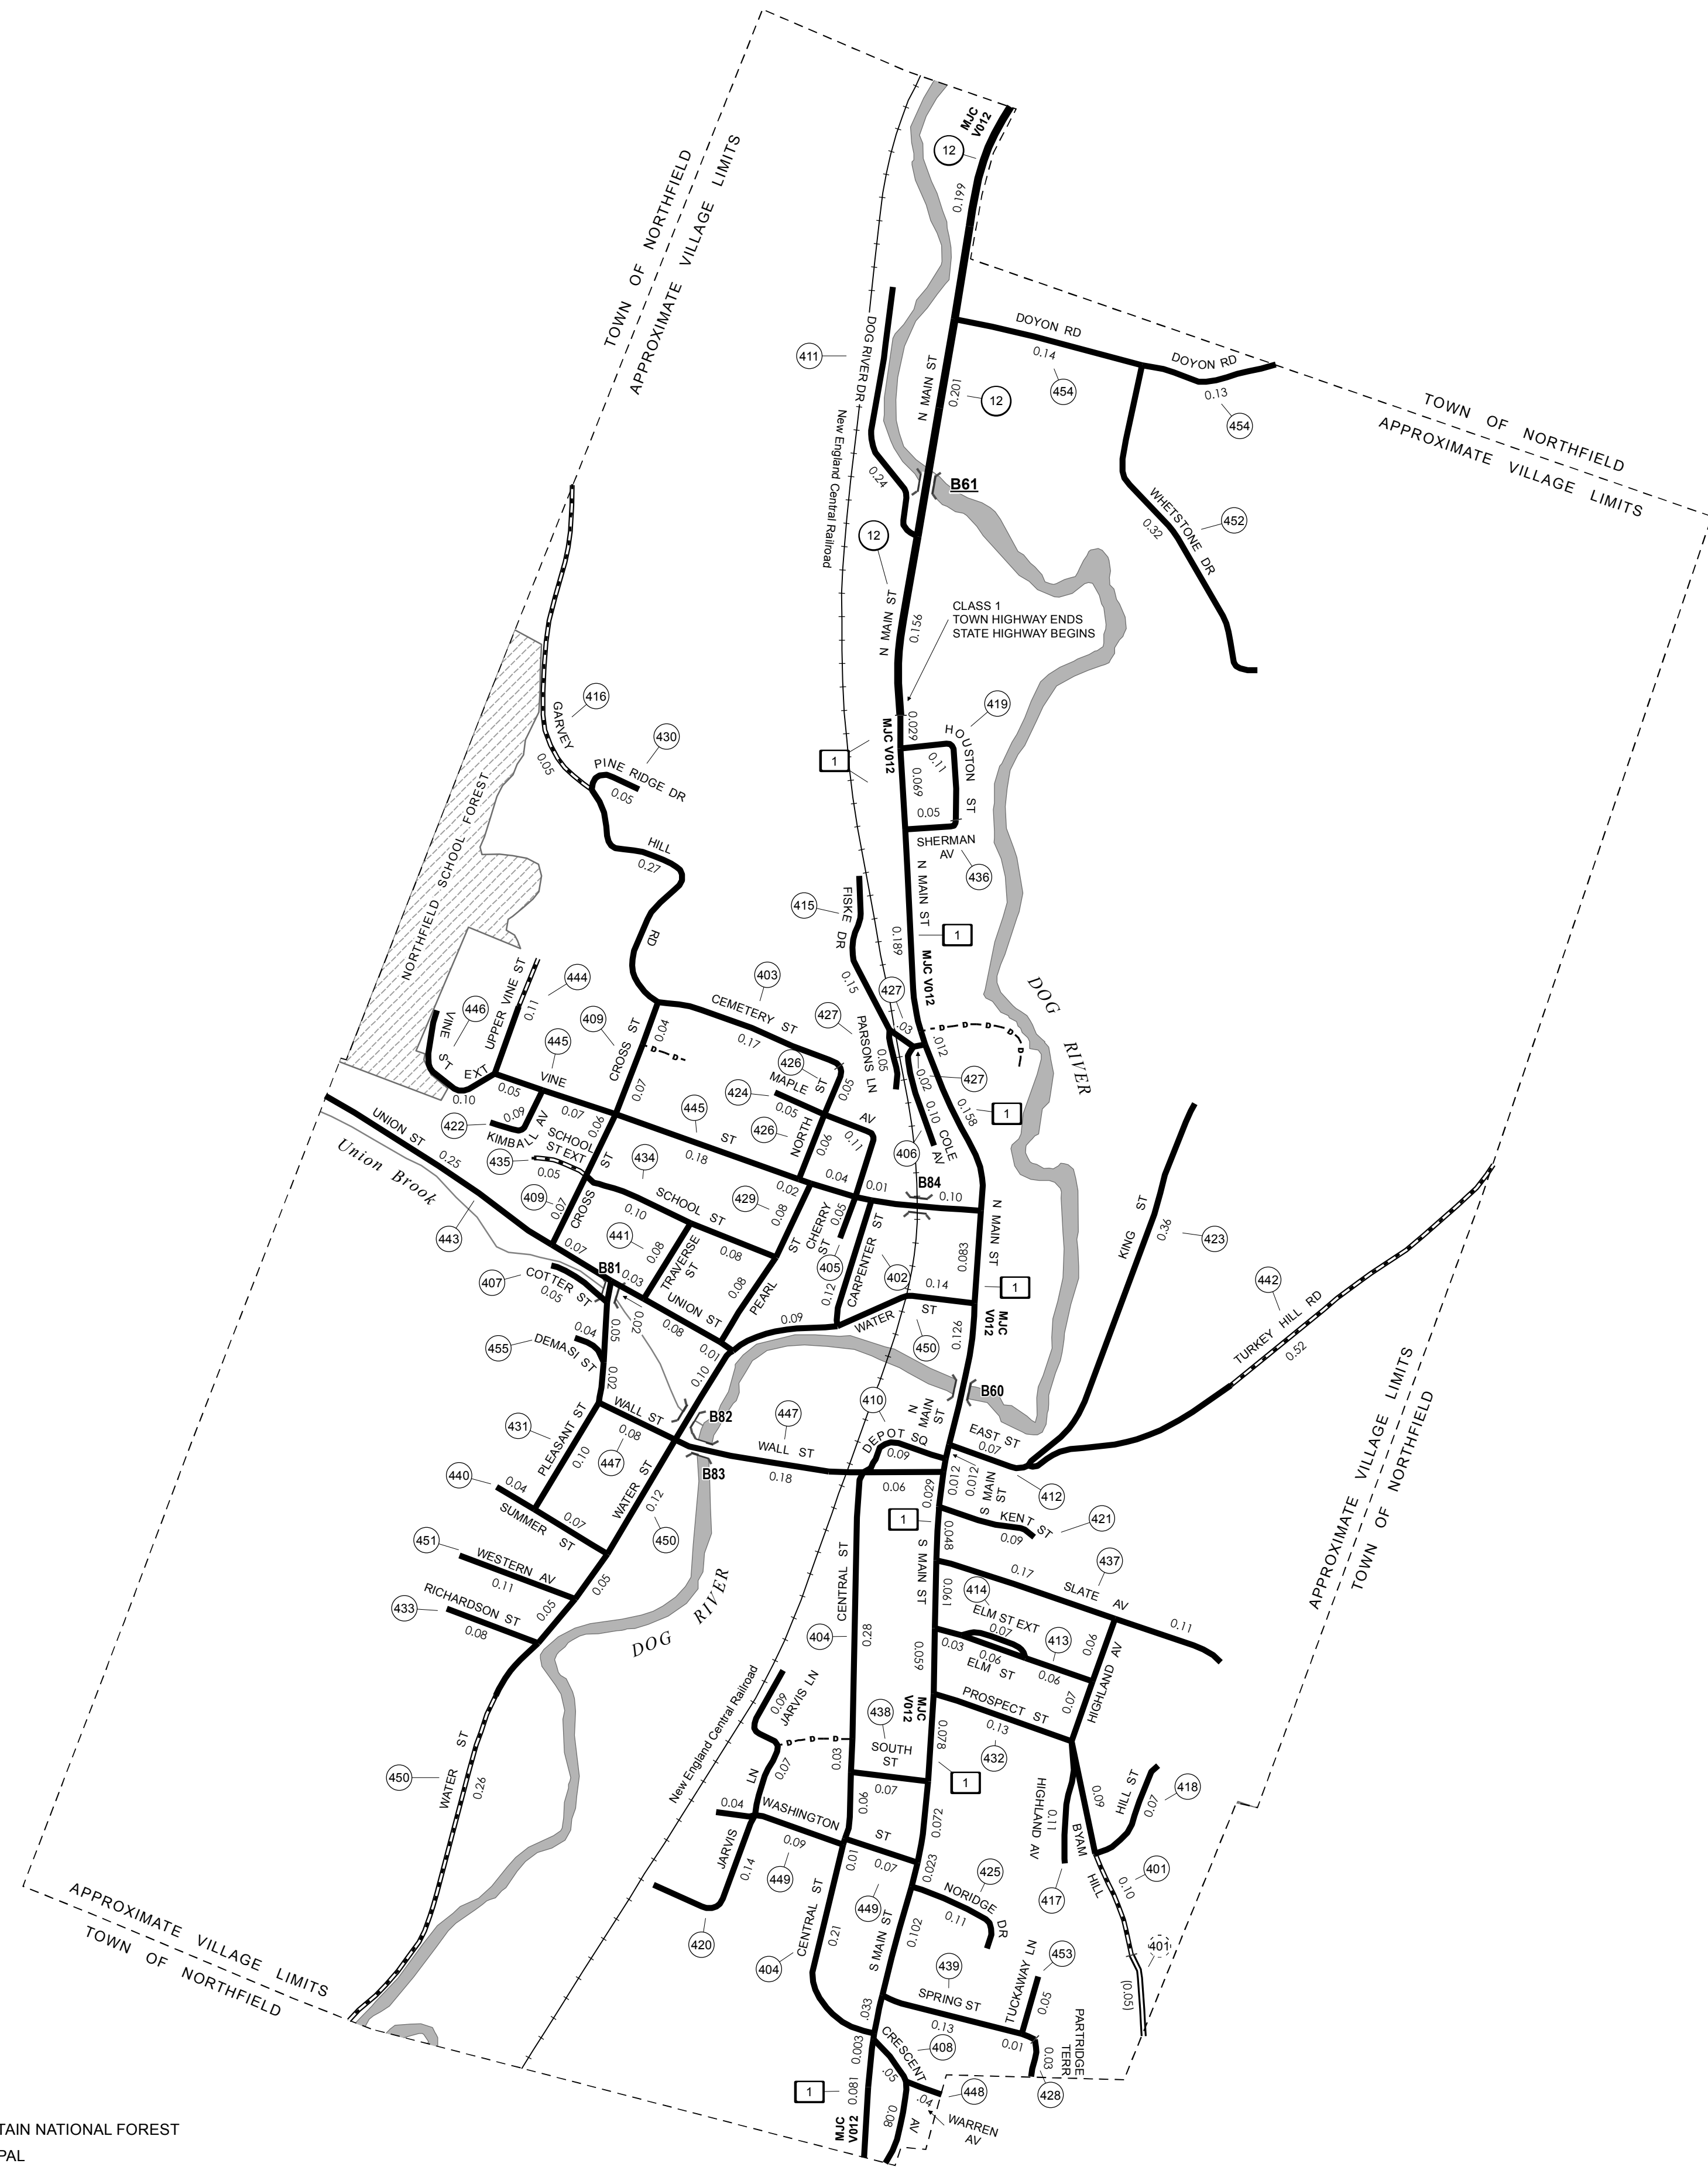 MJC
V012
12
0.199
TOWN OF NORTHFIELD
APPROXIMATE VILLAGE LIMITS
DOYON RD
0.14
454
DOYON RD
0.13
454
TOWN OF NORTHFIELD
APPROXIMATE VILLAGE LIMITS
411
DOG RIVER DR
N MAIN ST
0.201
12
New England Central Railroad
0.24
B61
WHETSTONE DR
0.32
452
12
N MAIN ST
0.156
CLASS 1
TOWN HIGHWAY ENDS
STATE HIGHWAY BEGINS
416
GARVEY
0.05
430
PINE RIDGE DR
0.05
HILL
0.27
RD
NORTHFIELD SCHOOL FOREST
1
MJC V012
0.029
419
HOUSTON ST
0.11
0.069
0.05
SHERMAN
AV
436
415
FISKE DR
0.15
N MAIN ST
0.189
1
MJC V012
427
.03
.012
DOG RIVER
D D D D
D
446
VINE ST EXT
0.10
UPPER VINE ST
0.11
444
445
409
CROSS ST
0.04
D
D
0.07
CEMETERY ST
403
0.17
426
427
PARSONS LN
0.05
0.02
427
0.10
COLE
AV
406
0.158
1
VINE
0.05
0.07
422
0.09
KIMBALL AV
445
ST
0.18
424
MAPLE
0.05
AV
0.11
ST
0.05
426
NORTH
0.06
UNION ST
0.25
Union Brook
443
435
SCHOOL
ST EXT
0.05
0.06
ST
434
SCHOOL ST
0.10
0.08
409
CROSS
0.07
0.07
441
0.08
TRAVERSE
ST
0.02
0.04
0.01
B84
0.10
429
0.08
ST
PEARL
0.08
CHERRY
ST
0.05
405
CARPENTER ST
0.12
402
N MAIN ST
0.083
0.14
1
MJC
V012
407
COTTER ST
0.05
B81
0.03
0.02
UNION ST
0.08
0.01
0.09
WATER
ST
450
0.126
455
DEMASI ST
0.04
0.05
0.02
0.10
KING ST
0.36
423
442
TURKEY HILL RD
0.52
APPROXIMATE VILLAGE LIMITS
TOWN OF NORTHFIELD
B60
410
N
MAIN
ST
DEPOT SQ
0.09
EAST ST
0.07
412
431
PLEASANT ST
0.10
WALL ST
0.08
447
B82
B83
447
WALL ST
0.18
0.06
0.029
0.012
0.012
S
MAIN
ST
440
0.04
SUMMER ST
0.07
WATER ST
0.12
450
451
WESTERN AV
0.11
0.05
433
RICHARDSON ST
0.08
0.05
DOG RIVER
1
KENT ST
0.09
421
0.048
S MAIN ST
0.17
SLATE AV
437
0.11
0.061
414
ELM ST EXT
0.07
413
0.03
0.06
ELM ST
0.06
0.06
HIGHLAND AV
0.07
CENTRAL ST
404
0.28
0.059
MJC
V012
PROSPECT ST
0.13
432
New England Central Railroad
0.09
JARVIS LN
D D D
438
0.03
SOUTH
ST
0.078
1
450
WATER ST
0.26
0.07
LN
0.07
0.04
WASHINGTON
0.09
449
0.06
ST
0.07
449
0.01
0.072
0.023
HIGHLAND AV
0.11
417
0.09
BYAM
HILL
HILL ST
0.07
418
0.10
401
401
(0.05)
JARVIS
0.14
420
CENTRAL ST
0.21
404
S MAIN ST
0.102
425
NORIDGE DR
0.11
439
SPRING ST
0.13
TUCKAWAY LN
453
0.05
0.01
PARTRIDGE
TERR
0.03
428
APPROXIMATE VILLAGE LIMITS
TOWN OF NORTHFIELD
.033
0.003
CRESCENT
408
.05
1
0.081
MJC
V012
0.08
AV
.04
448
WARREN
AV
TAIN NATIONAL FOREST
PAL